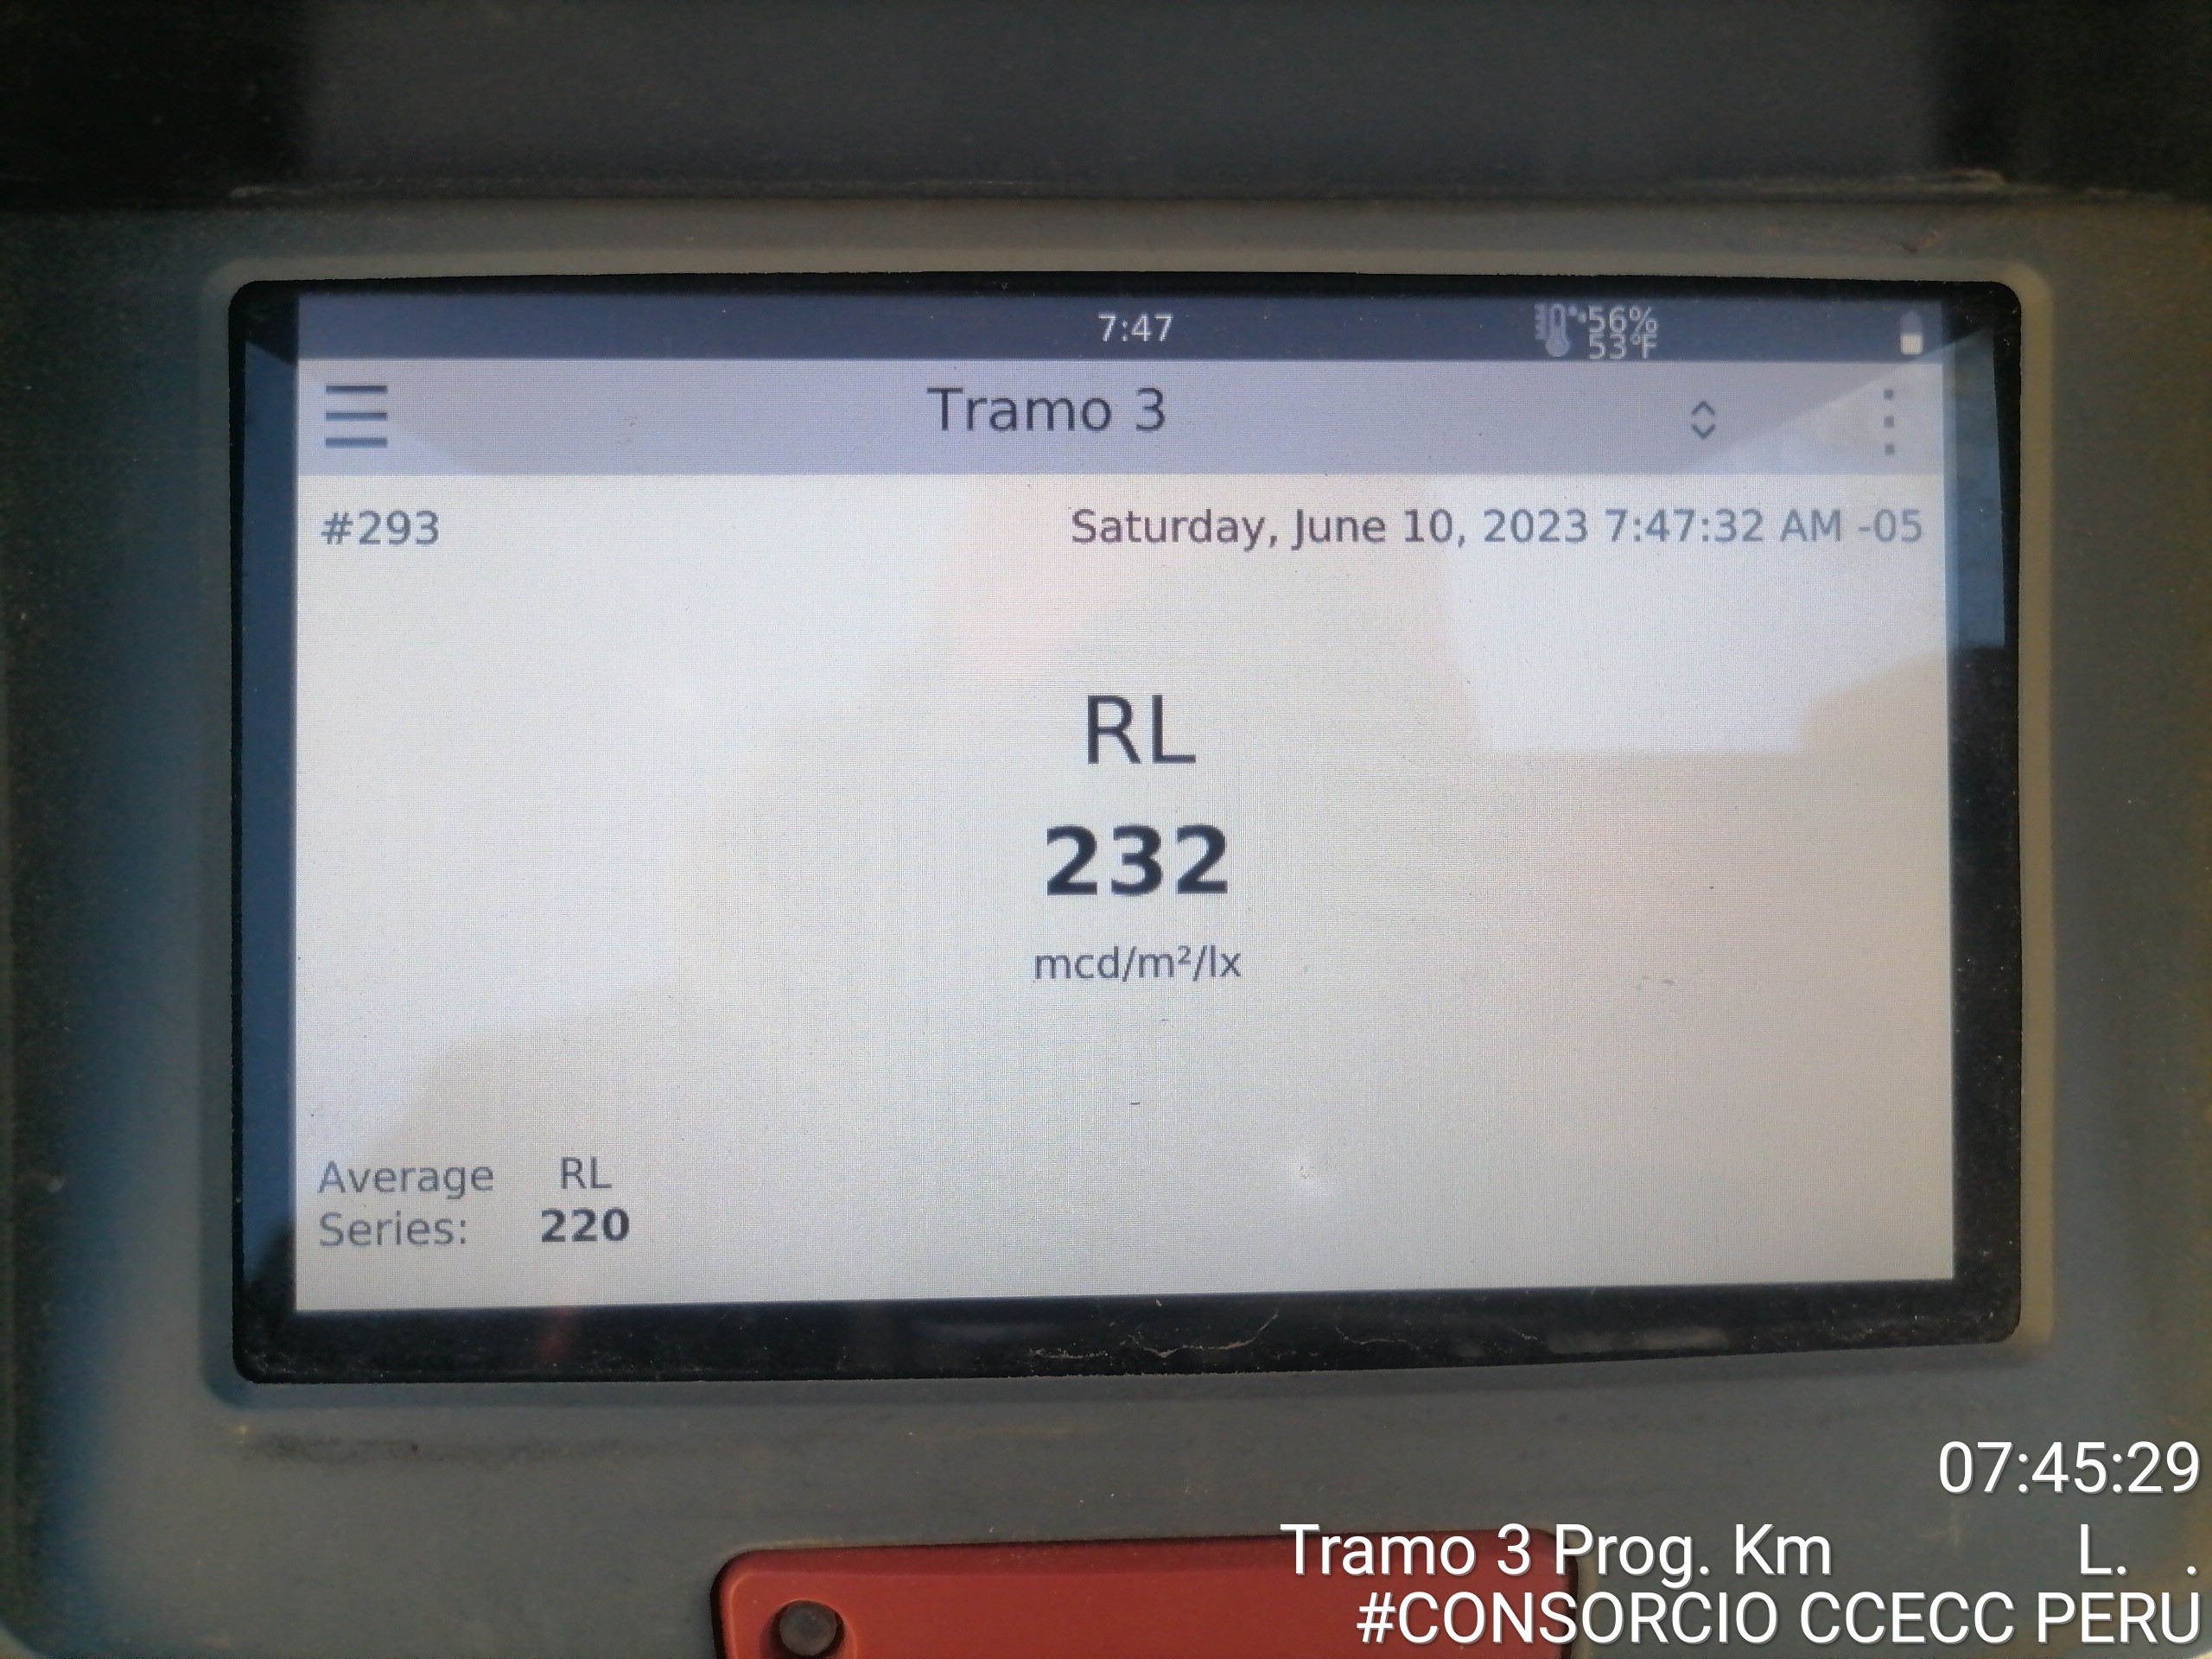 7:47
56%
53°F
Tramo 3
#293
Saturday, June 10, 2023 7:47:32 AM -05
RL
232
mcd/m²/lx
Average RL
Series: 220
07:45:29
Tramo 3 Prog. Km L. .
#CONSORCIO CCECC PERU